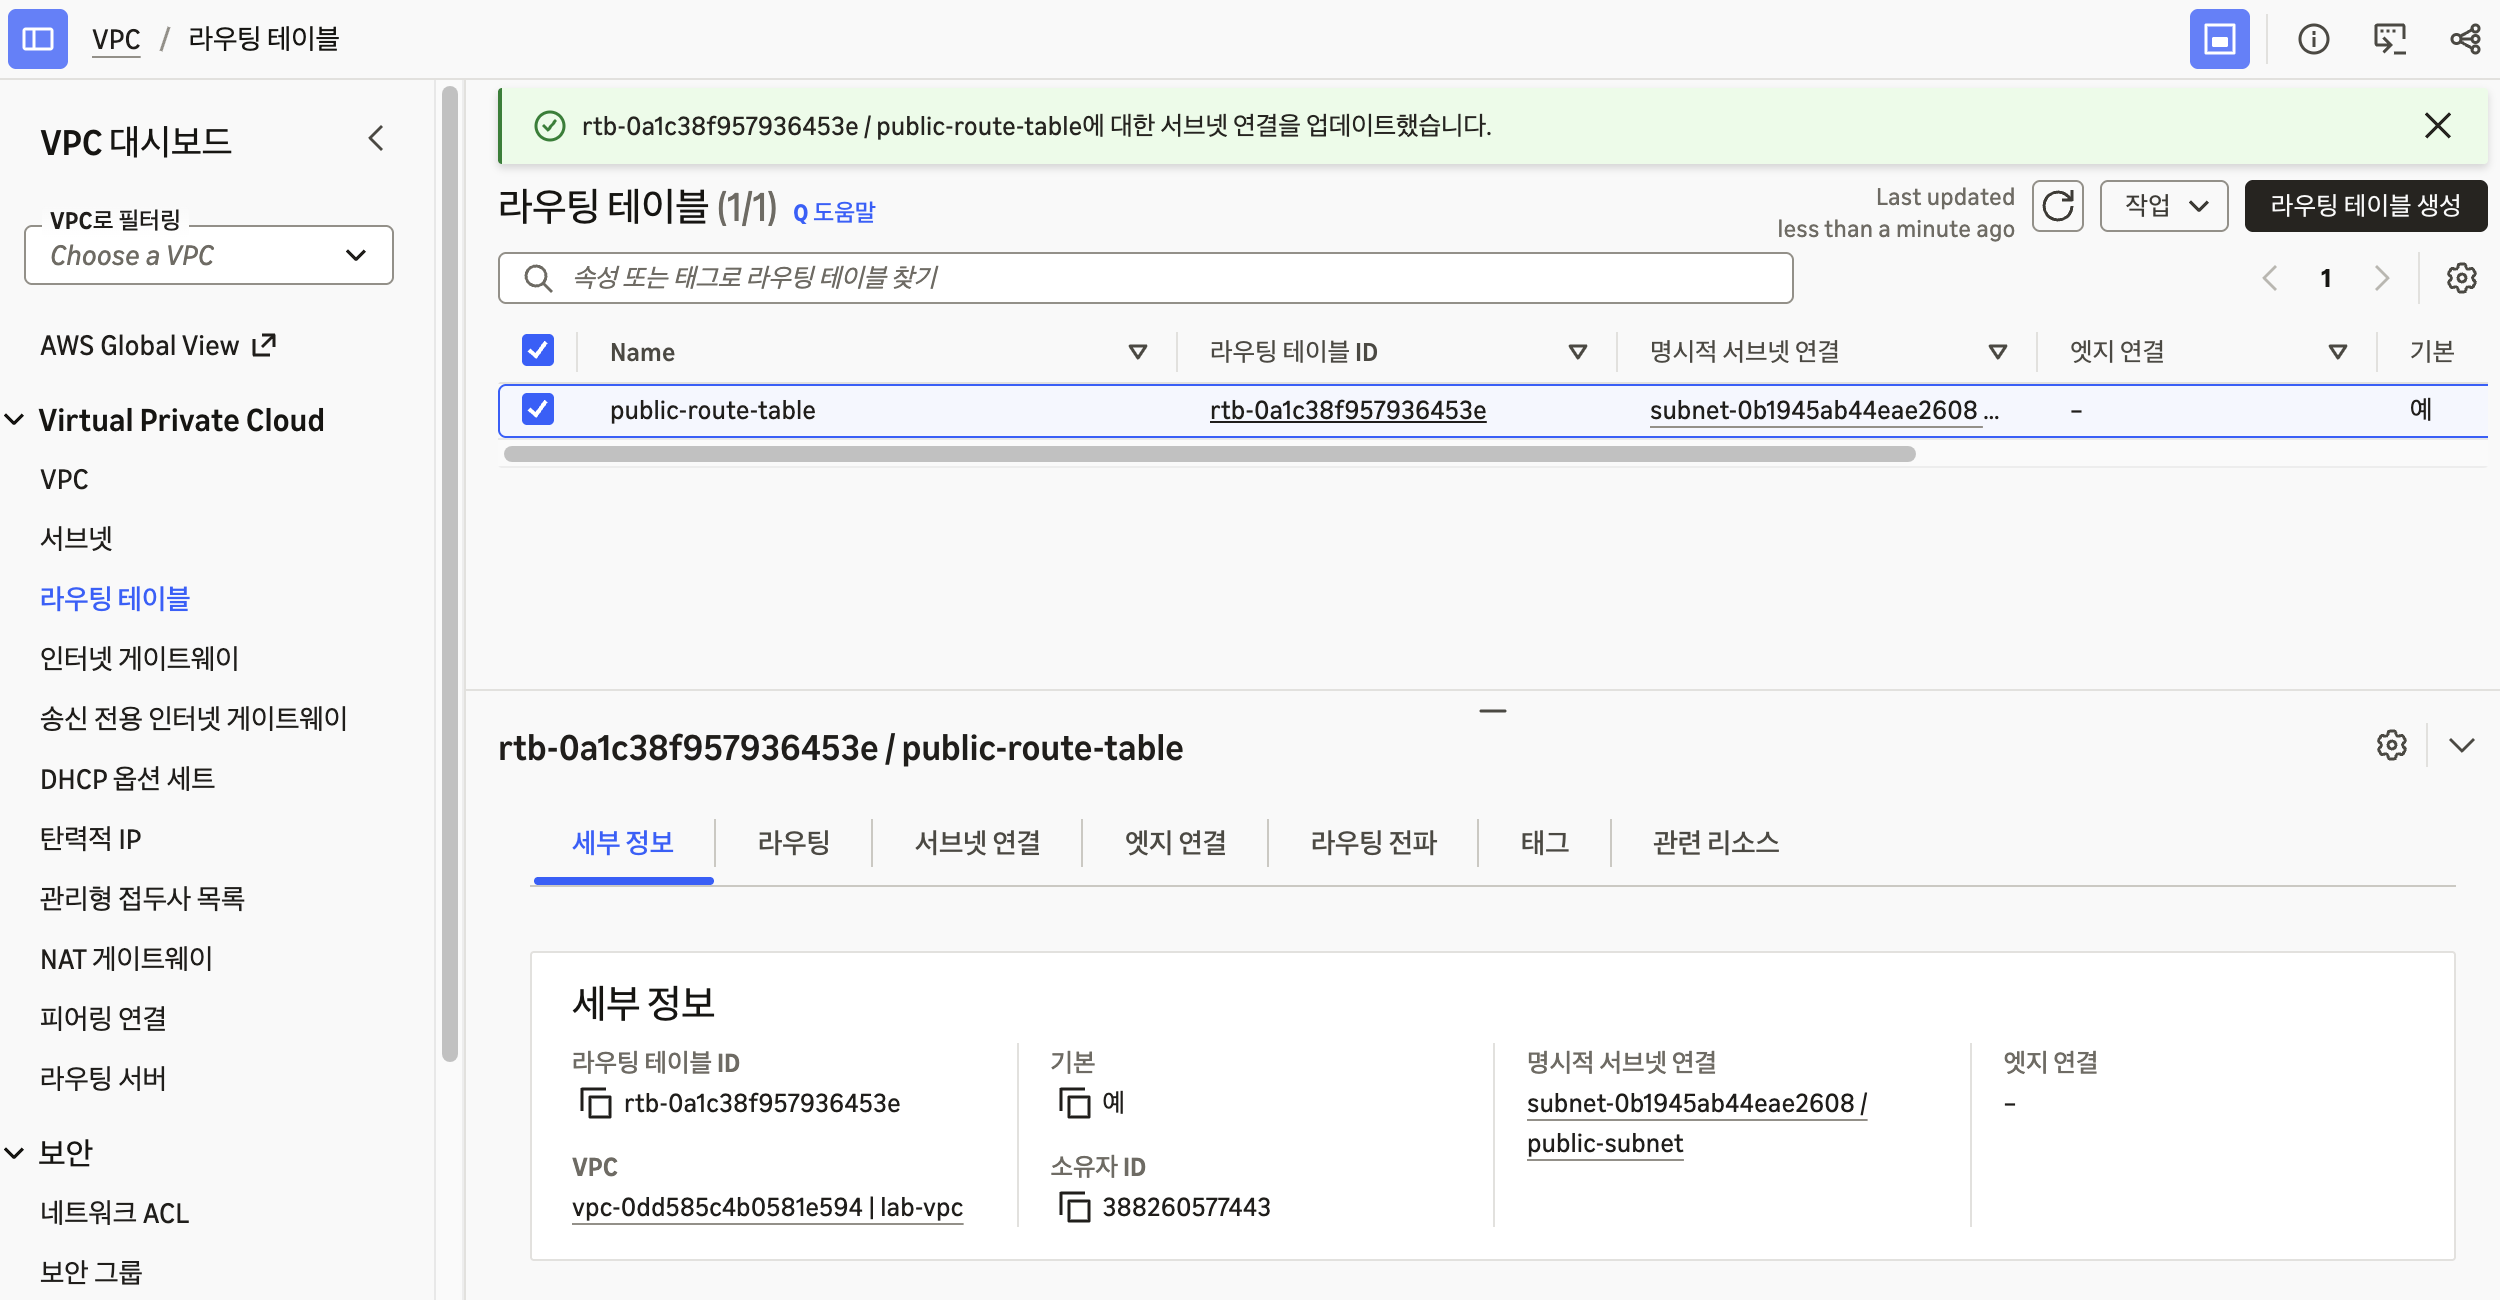 VPC / 라우팅 테이블
VPC 대시보드
VPC로 필터링
Choose a VPC
AWS Global View
Virtual Private Cloud
VPC
서브넷
라우팅 테이블
인터넷 게이트웨이
송신 전용 인터넷 게이트웨이
DHCP 옵션 세트
탄력적 IP
관리형 접두사 목록
NAT 게이트웨이
피어링 연결
라우팅 서버
보안
네트워크 ACL
보안 그룹
rtb-0a1c38f957936453e / public-route-table에 대한 서브넷 연결을 업데이트했습니다.
라우팅 테이블 (1/1) Q 도움말
Last updated
less than a minute ago
작업
라우팅 테이블 생성
속성 또는 태그로 라우팅 테이블 찾기
1
Name 라우팅 테이블 ID 명시적 서브넷 연결 엣지 연결 기본
public-route-table rtb-0a1c38f957936453e subnet-0b1945ab44eae2608 ... – 예
rtb-0a1c38f957936453e / public-route-table
세부 정보 라우팅 서브넷 연결 엣지 연결 라우팅 전파 태그 관련 리소스
세부 정보
라우팅 테이블 ID
rtb-0a1c38f957936453e
VPC
vpc-0dd585c4b0581e594 | lab-vpc
기본
예
소유자 ID
388260577443
명시적 서브넷 연결
subnet-0b1945ab44eae2608 /
public-subnet
엣지 연결
–